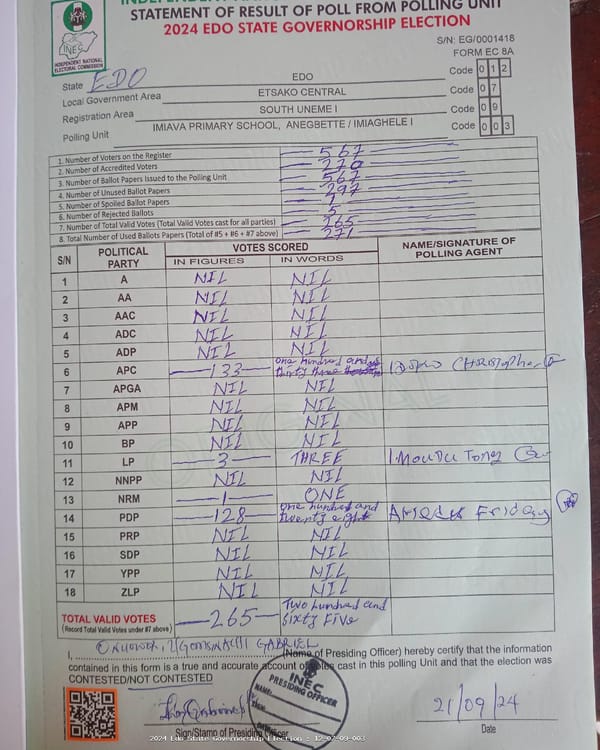 STATEMENT OF RESULT OF POLL FROM POLLING UNIT
2024 EDO STATE GOVERNORSHIP ELECTION
INEC
INDEPENDENT NATIONAL
ELECTORAL COMMISSION
S/N: EG/0001418
FORM EC 8A
State EDO EDO Code 0 1 2
Local Government Area ETSAKO CENTRAL Code 0 7
Registration Area SOUTH UNEME I Code 0 9
Polling Unit IMIAVA PRIMARY SCHOOL, ANEGBETTE / IMIAGHELE I Code 0 0 3
1. Number of Voters on the Register 567
2. Number of Accredited Voters 270
3. Number of Ballot Papers Issued to the Polling Unit 567
4. Number of Unused Ballot Papers 297
5. Number of Spoiled Ballot Papers 1
6. Number of Rejected Ballots 5
7. Number of Total Valid Votes (Total Valid Votes cast for all parties) 265
8. Total Number of Used Ballots Papers (Total of #5 + #6 + #7 above) 271
S/N POLITICAL PARTY VOTES SCORED NAME/SIGNATURE OF POLLING AGENT
IN FIGURES IN WORDS
1 A NIL NIL
2 AA NIL NIL
3 AAC NIL NIL
4 ADC NIL NIL
5 ADP NIL NIL
6 APC 133 one hundred and thirty three Christopher
7 APGA NIL NIL
8 APM NIL NIL
9 APP NIL NIL
10 BP NIL NIL
11 LP 3 THREE Imoudu Tony
12 NNPP NIL NIL
13 NRM 1 ONE
14 PDP 128 one hundred and twenty eight Friday
15 PRP NIL NIL
16 SDP NIL NIL
17 YPP NIL NIL
18 ZLP NIL NIL
TOTAL VALID VOTES 265 Two hundred and sixty Five
(Record Total Valid Votes under #7 above)
I, GABRIEL (Name of Presiding Officer) hereby certify that the information
contained in this form is a true and accurate account of votes cast in this polling Unit and that the election was
CONTESTED/NOT CONTESTED
INEC
PRESIDING OFFICER
NAME:
SIGN:
DATE:
21/09/24
Sign/Stamp of Presiding Officer Date
2024 Edo State Governorship Election : 12-07-09-003